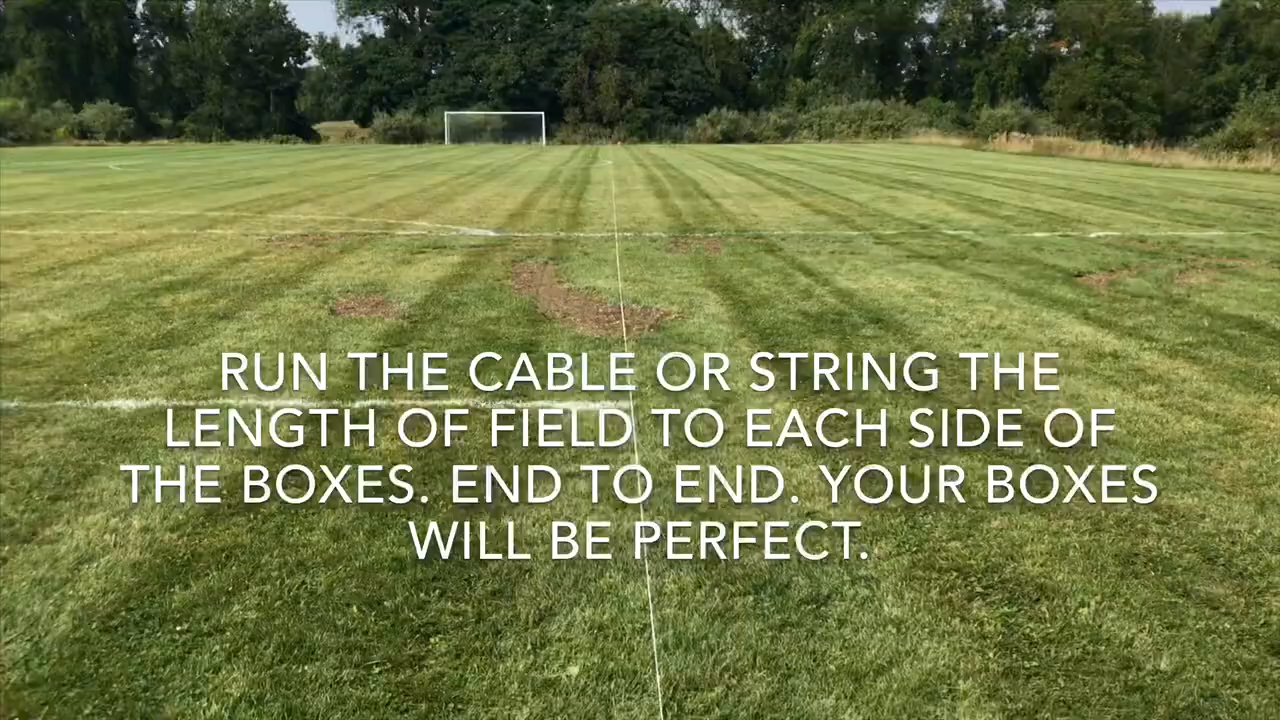 RUN THE CABLE OR STRING THE
LENGTH OF FIELD TO EACH SIDE OF
THE BOXES. END TO END. YOUR BOXES
WILL BE PERFECT.